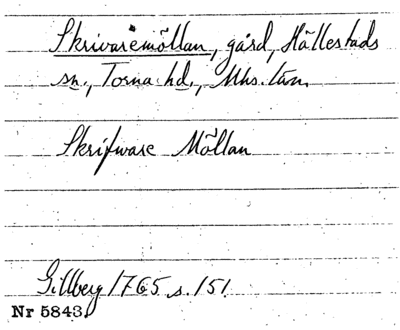 Skrivaremöllan, gård, Hällestads
sn., Torna hd., Mhs. län.
Skrifware Möllan
Gillberg 1765 s. 151.
Nr 5843.